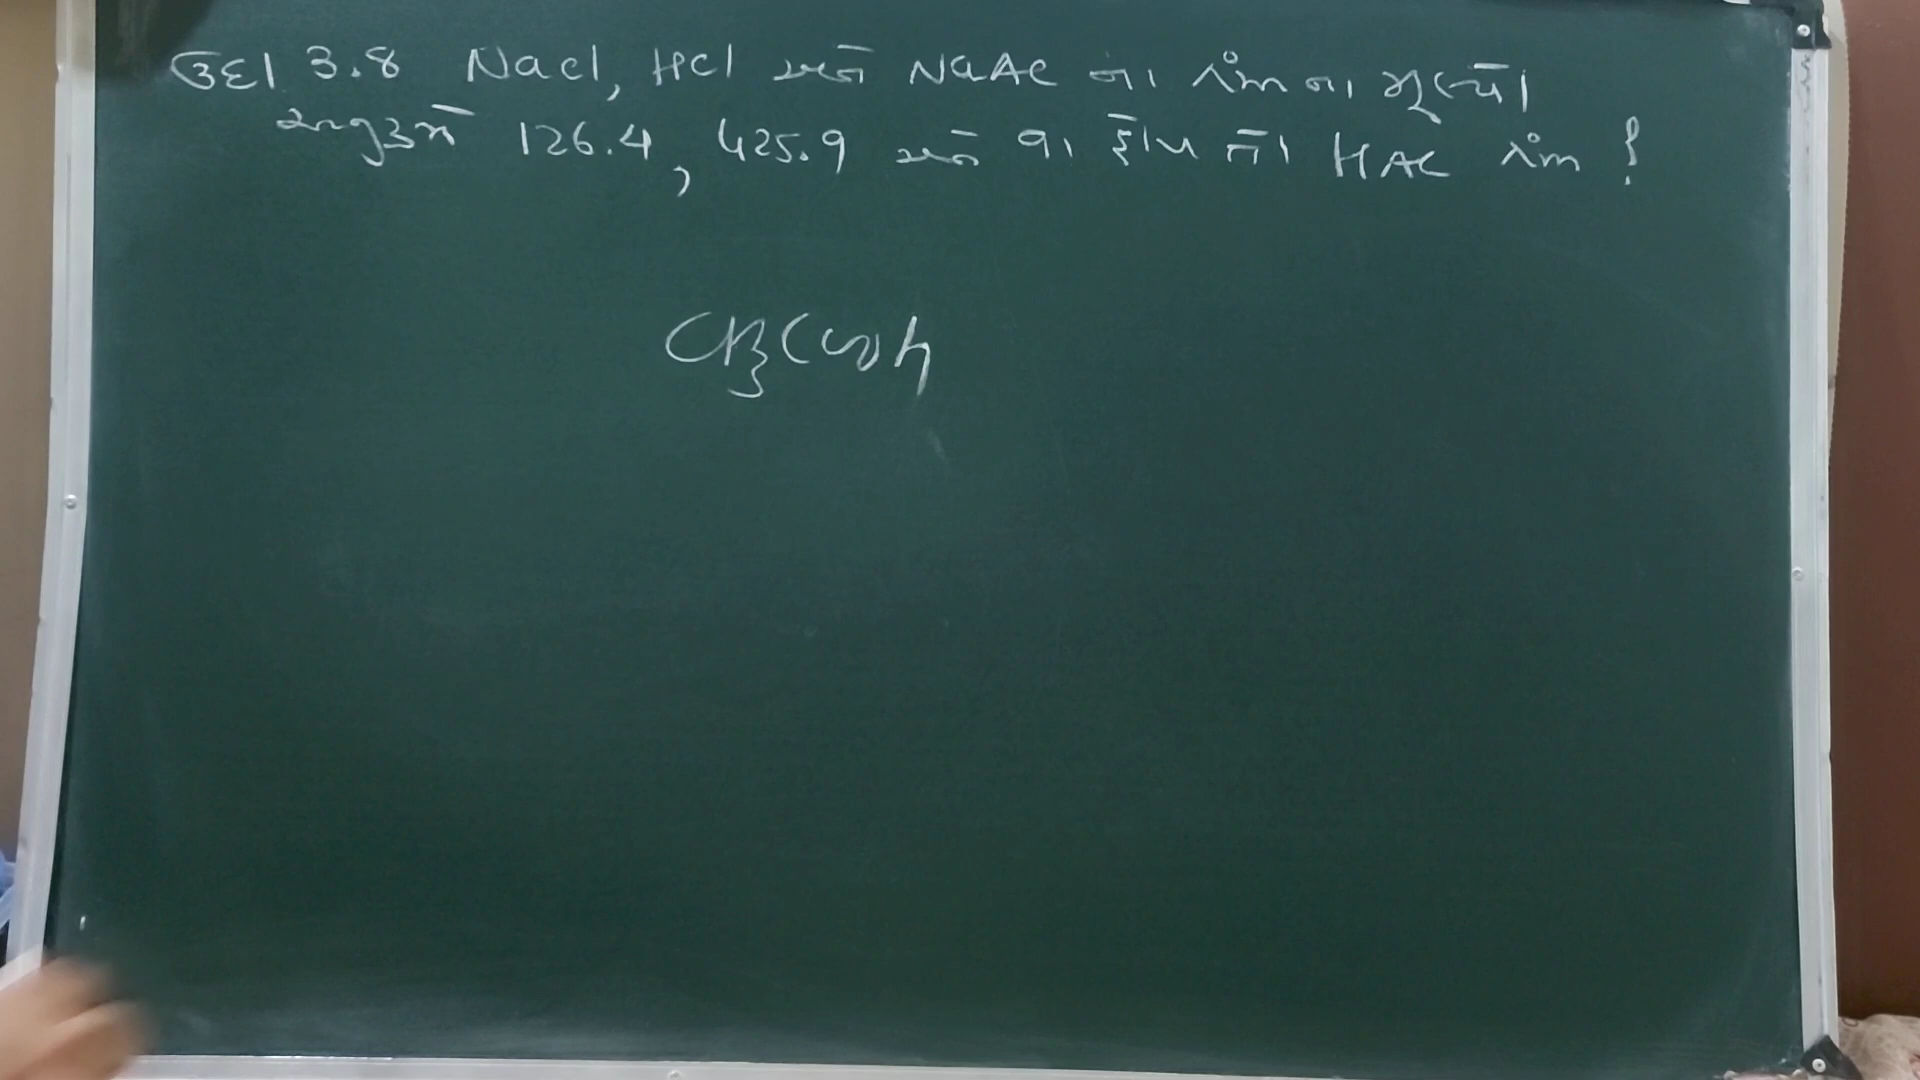 ઉદા 3.8 NaCl, HCl અને NaAC ના λ°m ના મૂલ્યો
અનુક્રમે 126.4, 425.9 અને 91 હોય તો HAC λ°m ?
CH3COOH